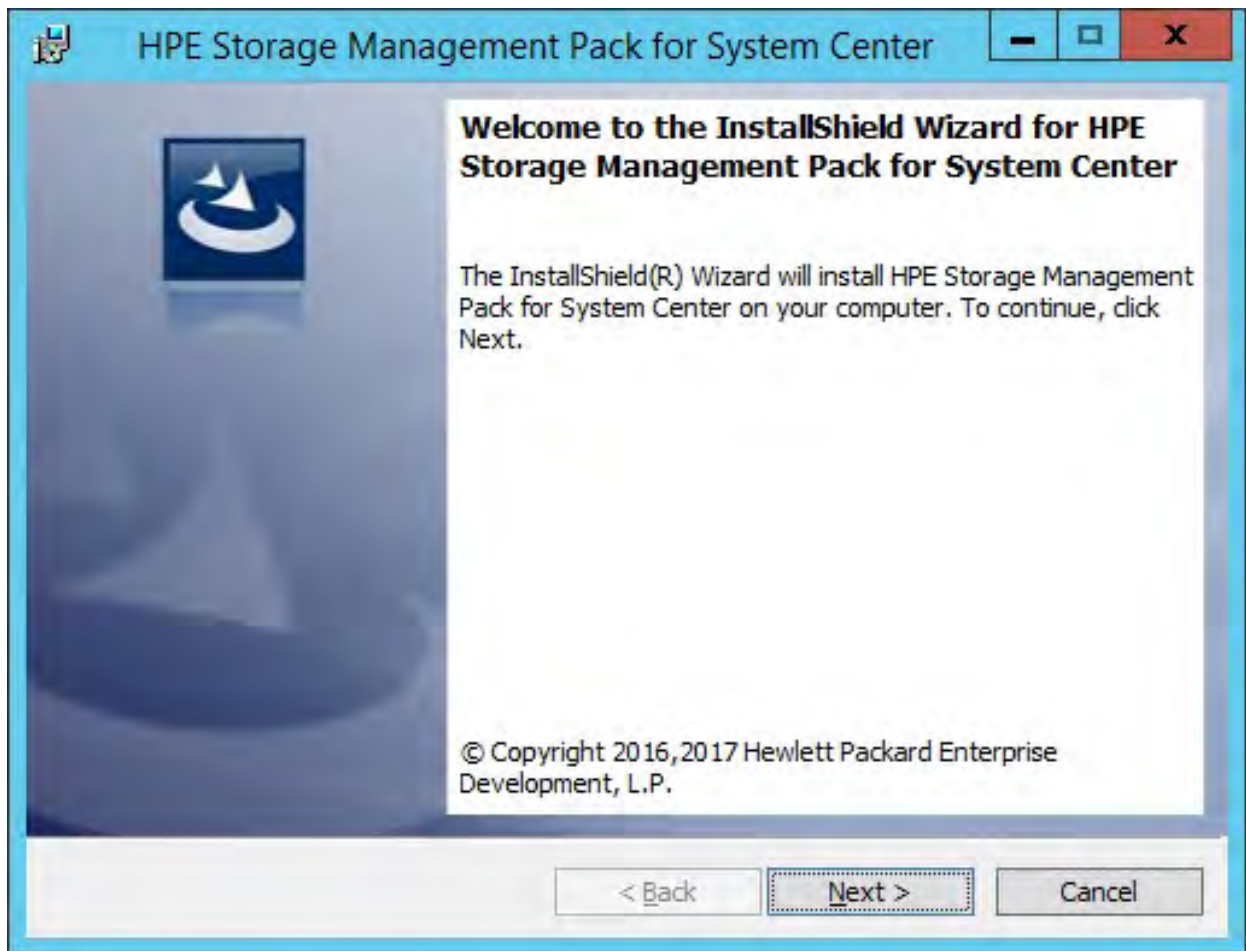 HPE Storage Management Pack for System Center
Welcome to the InstallShield Wizard for HPE
Storage Management Pack for System Center
The InstallShield(R) Wizard will install HPE Storage Management
Pack for System Center on your computer. To continue, click
Next.
© Copyright 2016,2017 Hewlett Packard Enterprise
Development, L.P.
< Back
Next >
Cancel